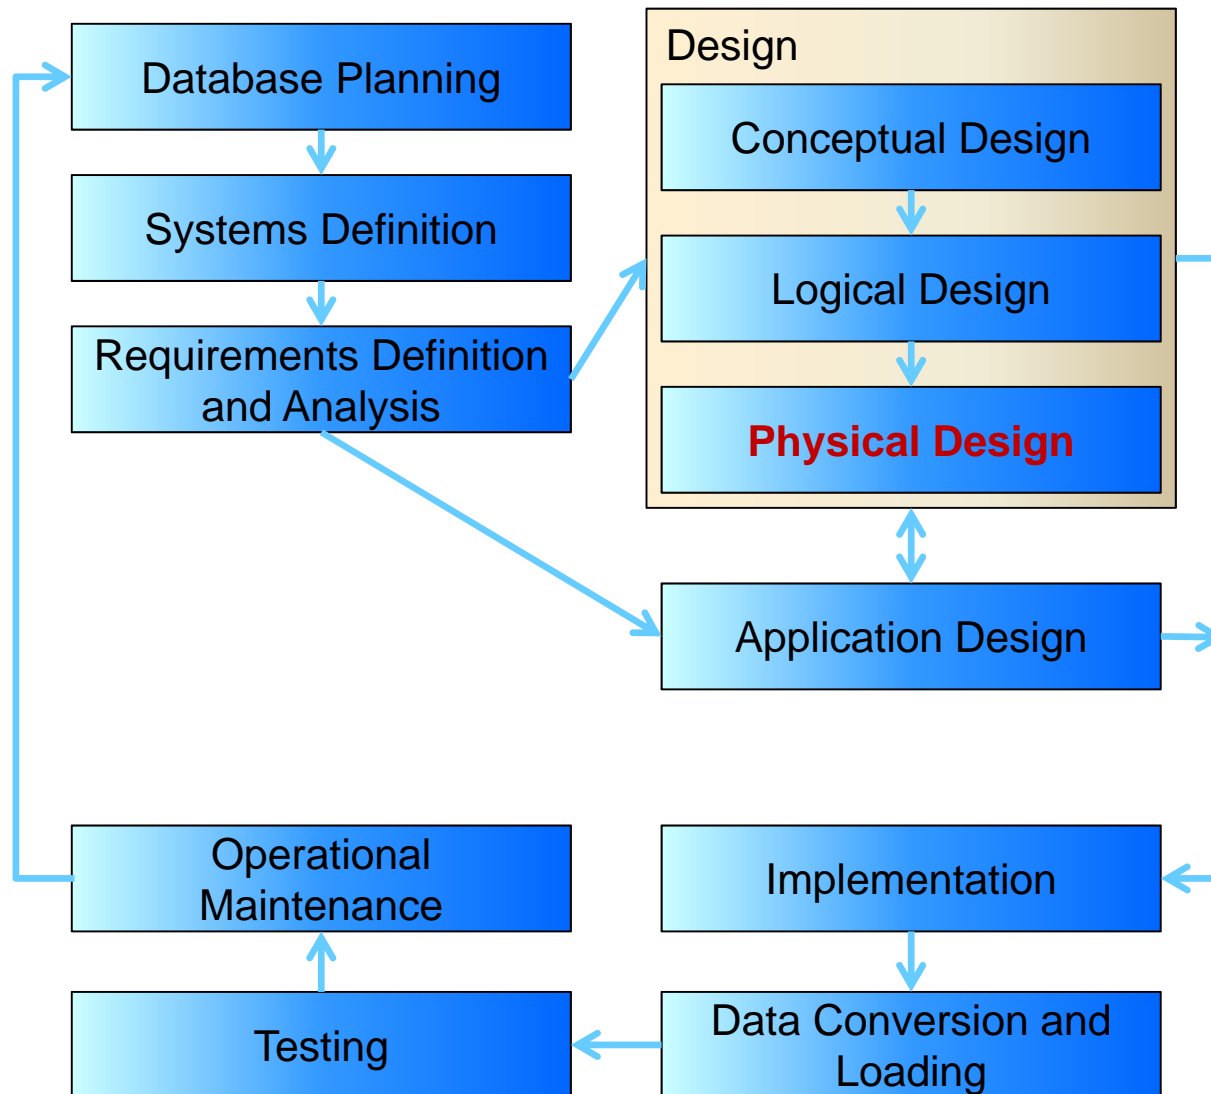 Database Planning
Systems Definition
Requirements Definition
and Analysis
Design
Conceptual Design
Logical Design
Physical Design
Application Design
Operational
Maintenance
Implementation
Testing
Data Conversion and
Loading